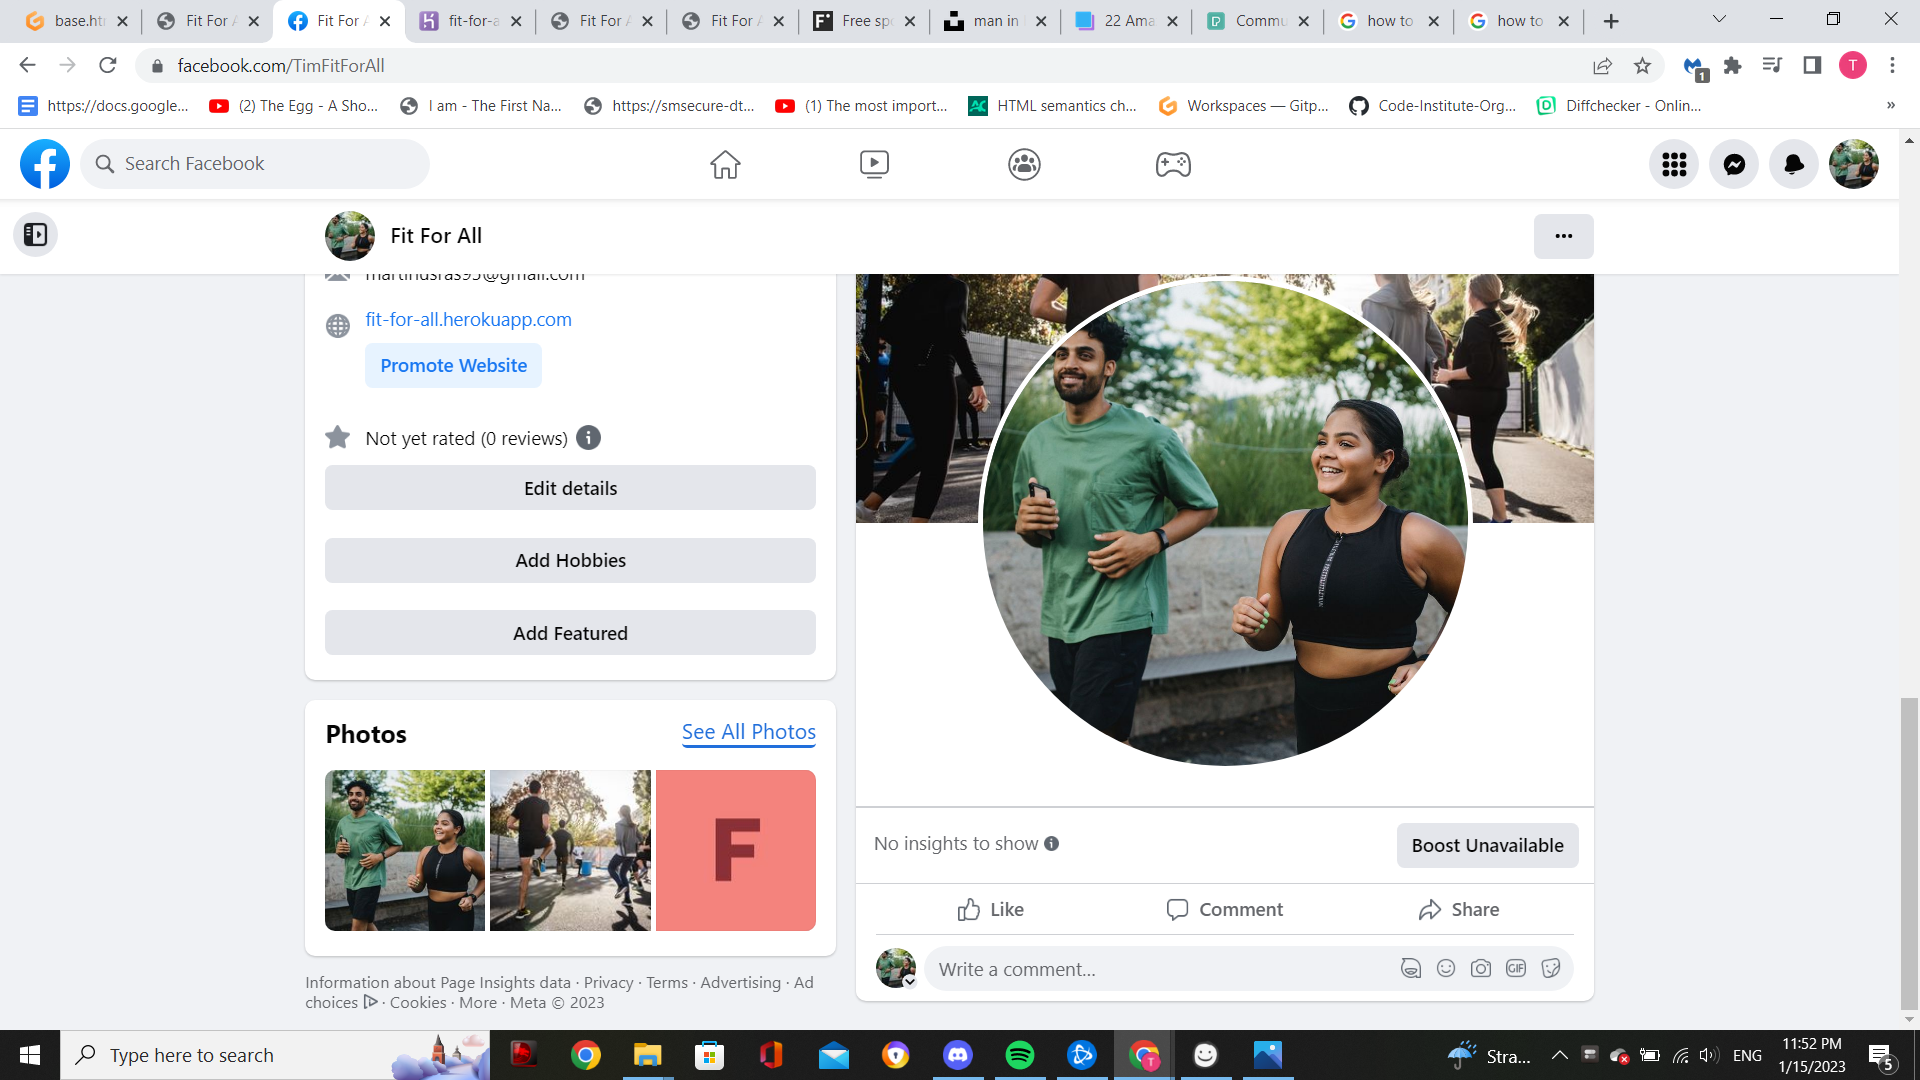 base.ht
Fit For A
Fit For A
fit-for-a
Fit For A
Fit For A
Free spo
man in
22 Ama
Commu
how to
how to
facebook.com/TimFitForAll
1
T
https://docs.google...
(2) The Egg - A Sho...
I am - The First Na...
https://smsecure-dt...
(1) The most import...
HTML semantics ch...
Workspaces — Gitp...
Code-Institute-Org...
Diffchecker - Onlin...
»
Search Facebook
Fit For All
fit-for-all.herokuapp.com
Promote Website
Not yet rated (0 reviews)
Edit details
Add Hobbies
Add Featured
Photos
See All Photos
F
Information about Page Insights data · Privacy · Terms · Advertising · Ad
choices · Cookies · More · Meta © 2023
No insights to show
Boost Unavailable
Like
Comment
Share
Write a comment...
GIF
Type here to search
T
Stra...
ENG
11:52 PM
1/15/2023
5